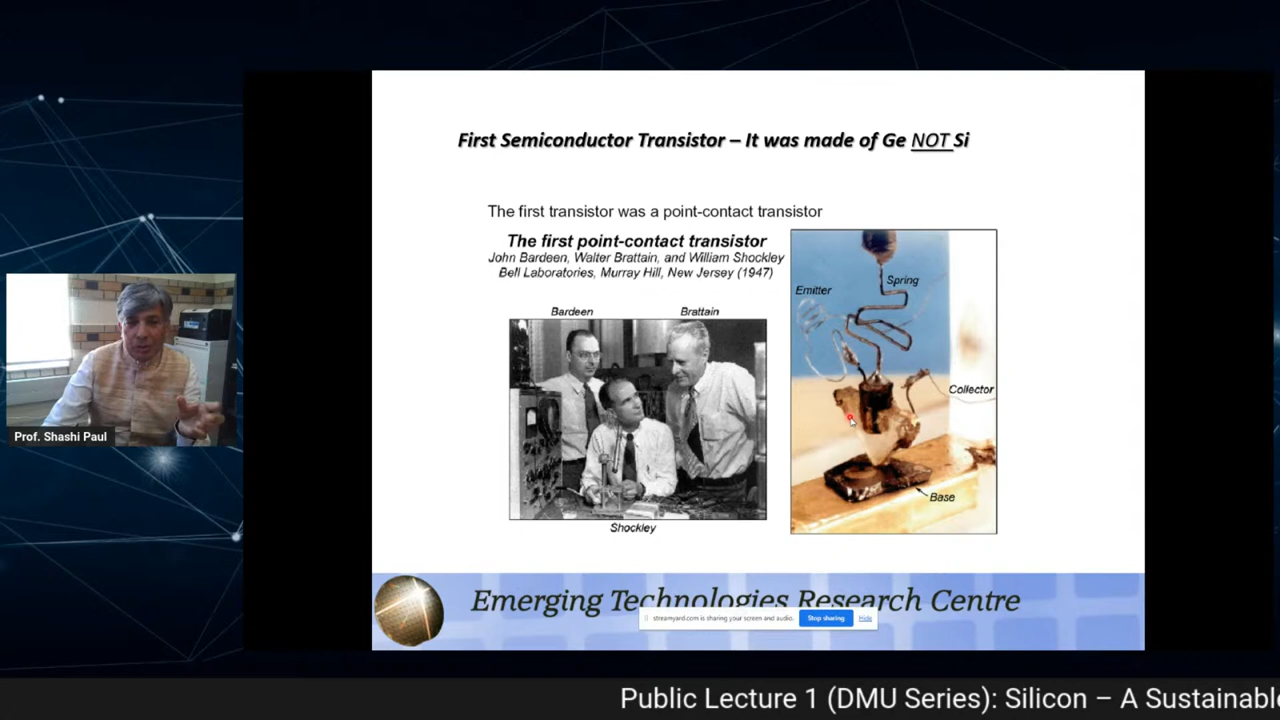 First Semiconductor Transistor – It was made of Ge NOT Si
The first transistor was a point-contact transistor
The first point-contact transistor
John Bardeen, Walter Brattain, and William Shockley
Bell Laboratories, Murray Hill, New Jersey (1947)
Bardeen
Brattain
Shockley
Spring
Emitter
Collector
Base
Prof. Shashi Paul
Emerging Technologies Research Centre
streamyard.com is sharing your screen and audio.
Stop sharing
Hide
Public Lecture 1 (DMU Series): Silicon – A Sustainabl